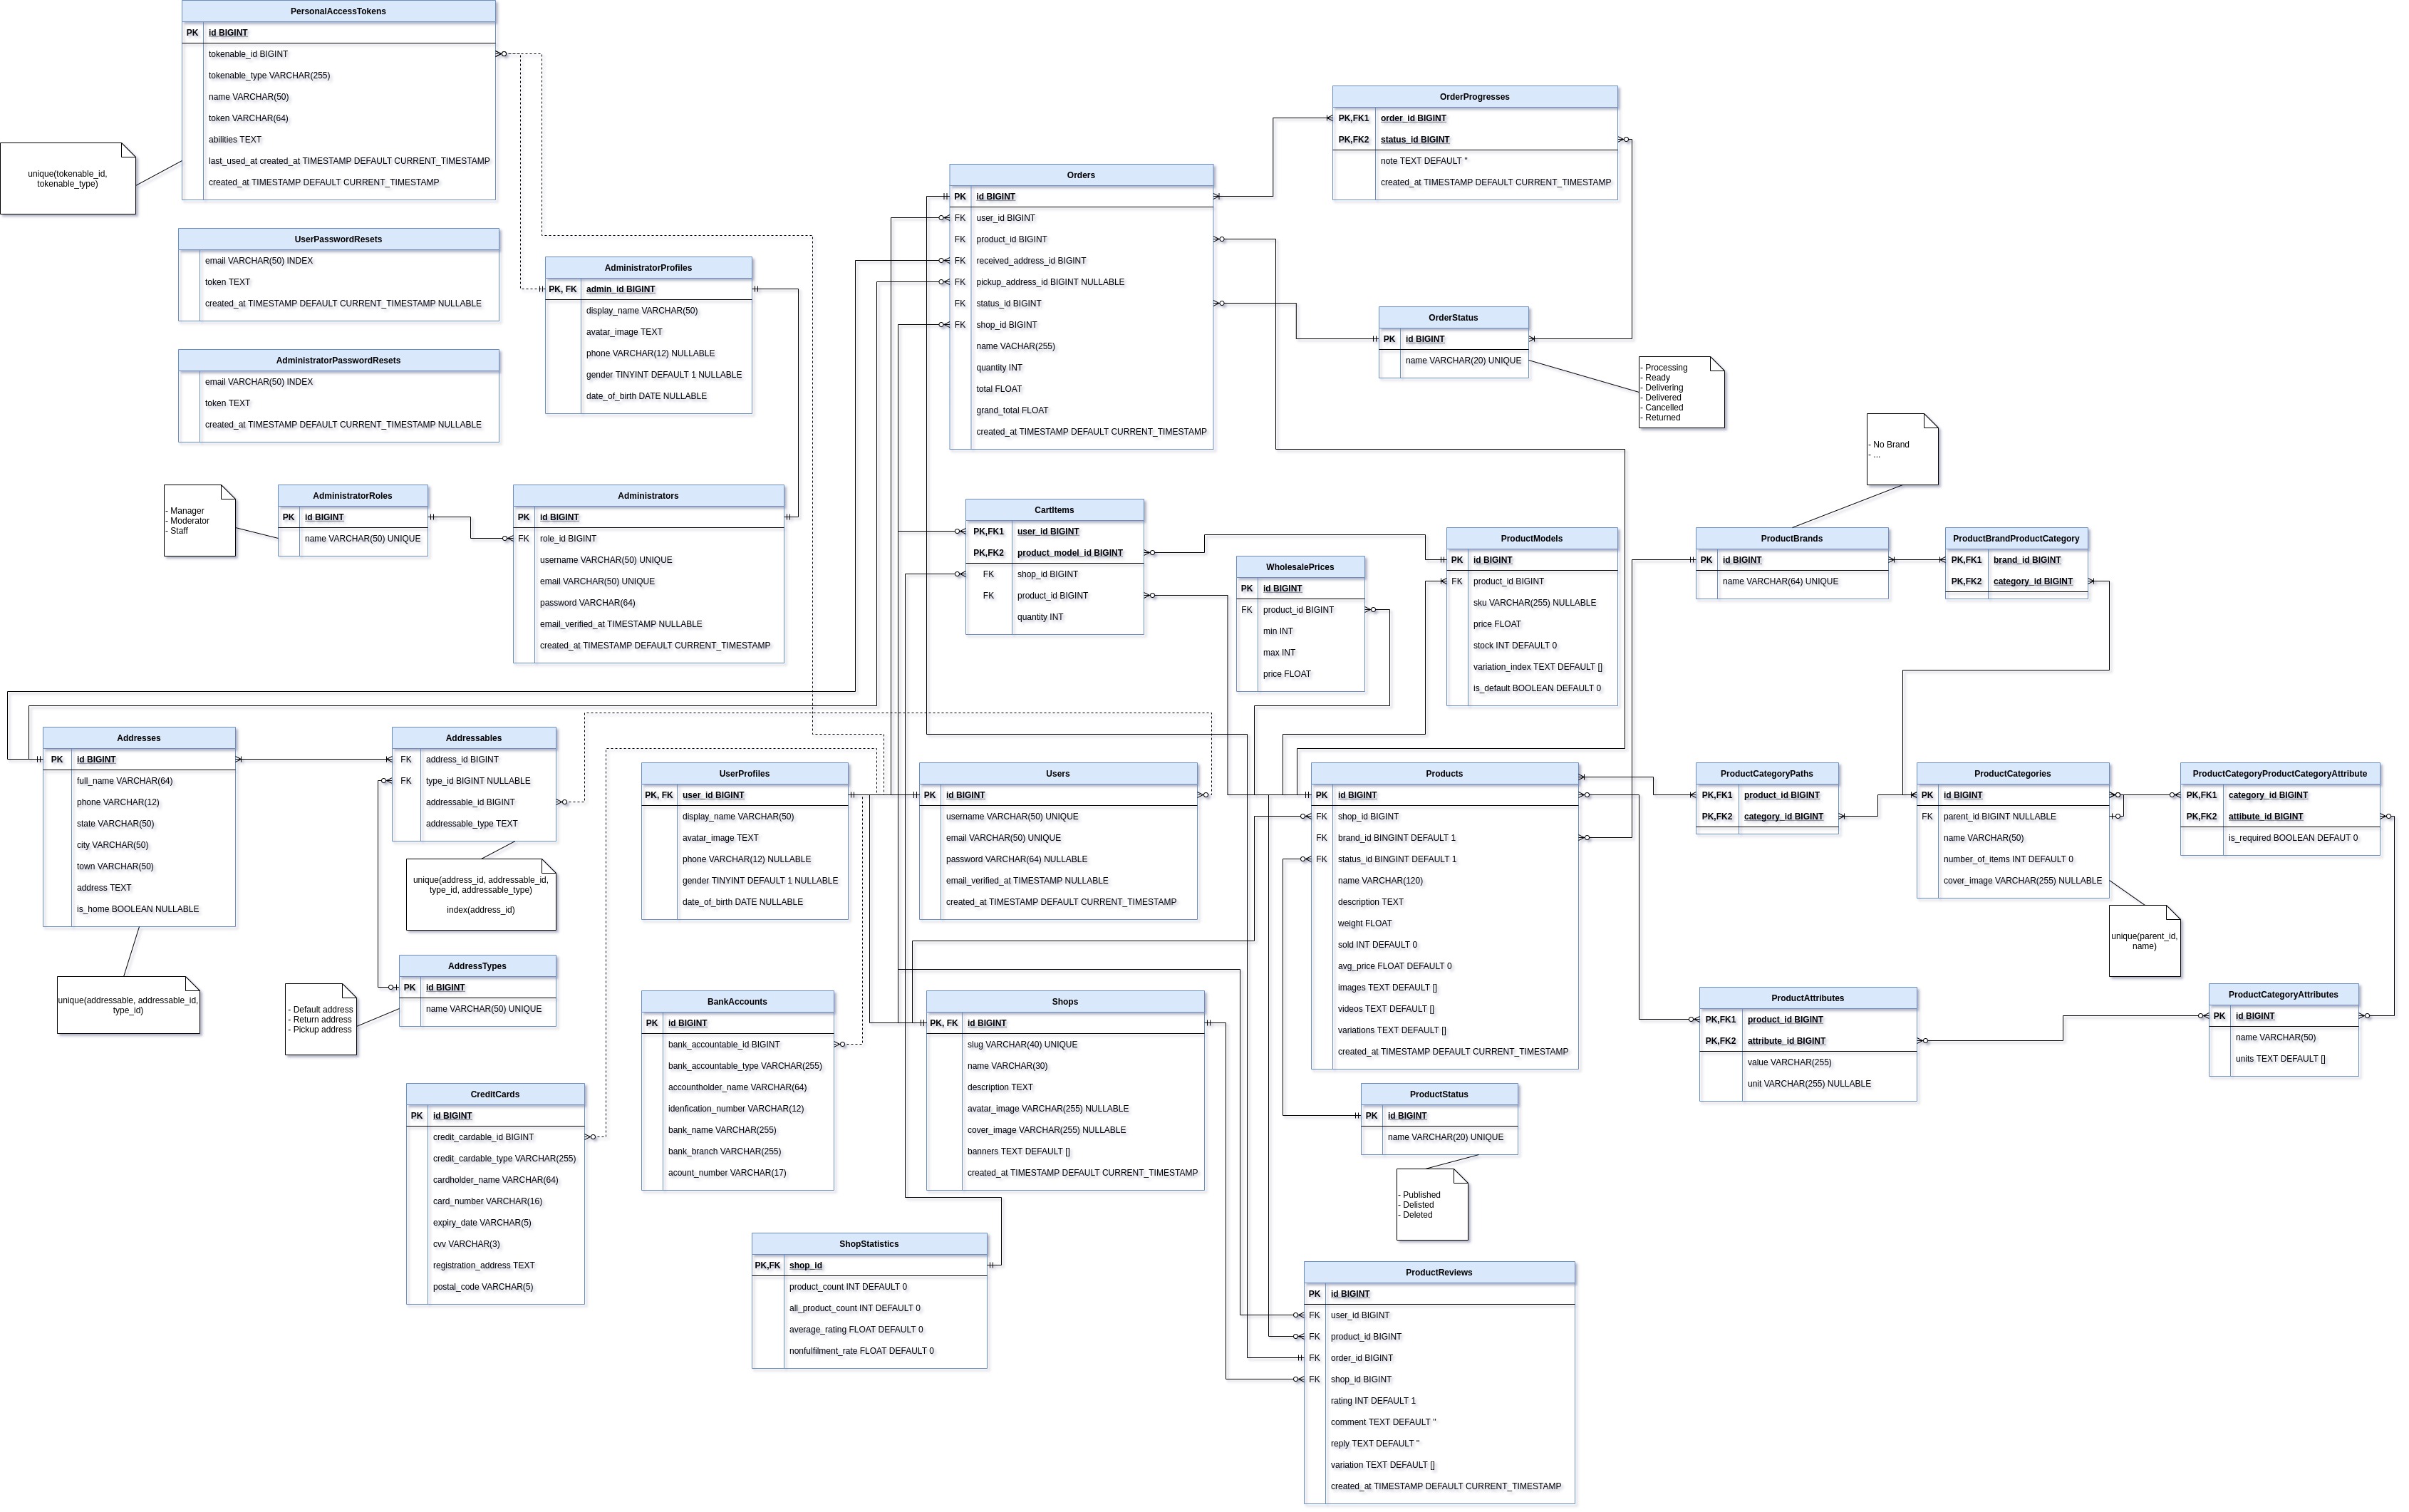 PersonalAccessTokens
PK id BIGINT
tokenable_id BIGINT
tokenable_type VARCHAR(255)
name VARCHAR(50)
token VARCHAR(64)
abilities TEXT
last_used_at created_at TIMESTAMP DEFAULT CURRENT_TIMESTAMP
created_at TIMESTAMP DEFAULT CURRENT_TIMESTAMP
unique(tokenable_id,
tokenable_type)
UserPasswordResets
email VARCHAR(50) INDEX
token TEXT
created_at TIMESTAMP DEFAULT CURRENT_TIMESTAMP NULLABLE
AdministratorPasswordResets
email VARCHAR(50) INDEX
token TEXT
created_at TIMESTAMP DEFAULT CURRENT_TIMESTAMP NULLABLE
AdministratorProfiles
PK, FK admin_id BIGINT
display_name VARCHAR(50)
avatar_image TEXT
phone VARCHAR(12) NULLABLE
gender TINYINT DEFAULT 1 NULLABLE
date_of_birth DATE NULLABLE
- Manager
- Moderator
- Staff
AdministratorRoles
PK id BIGINT
name VARCHAR(50) UNIQUE
Administrators
PK id BIGINT
FK role_id BIGINT
username VARCHAR(50) UNIQUE
email VARCHAR(50) UNIQUE
password VARCHAR(64)
email_verified_at TIMESTAMP NULLABLE
created_at TIMESTAMP DEFAULT CURRENT_TIMESTAMP
Orders
PK id BIGINT
FK user_id BIGINT
FK product_id BIGINT
FK received_address_id BIGINT
FK pickup_address_id BIGINT NULLABLE
FK status_id BIGINT
FK shop_id BIGINT
name VACHAR(255)
quantity INT
total FLOAT
grand_total FLOAT
created_at TIMESTAMP DEFAULT CURRENT_TIMESTAMP
OrderProgresses
PK,FK1 order_id BIGINT
PK,FK2 status_id BIGINT
note TEXT DEFAULT ''
created_at TIMESTAMP DEFAULT CURRENT_TIMESTAMP
OrderStatus
PK id BIGINT
name VARCHAR(20) UNIQUE
- Processing
- Ready
- Delivering
- Delivered
- Cancelled
- Returned
CartItems
PK,FK1 user_id BIGINT
PK,FK2 product_model_id BIGINT
FK shop_id BIGINT
FK product_id BIGINT
quantity INT
WholesalePrices
PK id BIGINT
FK product_id BIGINT
min INT
max INT
price FLOAT
ProductModels
PK id BIGINT
FK product_id BIGINT
sku VARCHAR(255) NULLABLE
price FLOAT
stock INT DEFAULT 0
variation_index TEXT DEFAULT []
is_default BOOLEAN DEFAULT 0
- No Brand
- ...
ProductBrands
PK id BIGINT
name VARCHAR(64) UNIQUE
ProductBrandProductCategory
PK,FK1 brand_id BIGINT
PK,FK2 category_id BIGINT
Addresses
PK id BIGINT
full_name VARCHAR(64)
phone VARCHAR(12)
state VARCHAR(50)
city VARCHAR(50)
town VARCHAR(50)
address TEXT
is_home BOOLEAN NULLABLE
unique(addressable, addressable_id,
type_id)
Addressables
FK address_id BIGINT
FK type_id BIGINT NULLABLE
addressable_id BIGINT
addressable_type TEXT
unique(address_id, addressable_id,
type_id, addressable_type)
index(address_id)
AddressTypes
PK id BIGINT
name VARCHAR(50) UNIQUE
- Default address
- Return address
- Pickup address
CreditCards
PK id BIGINT
credit_cardable_id BIGINT
credit_cardable_type VARCHAR(255)
cardholder_name VARCHAR(64)
card_number VARCHAR(16)
expiry_date VARCHAR(5)
cvv VARCHAR(3)
registration_address TEXT
postal_code VARCHAR(5)
UserProfiles
PK, FK user_id BIGINT
display_name VARCHAR(50)
avatar_image TEXT
phone VARCHAR(12) NULLABLE
gender TINYINT DEFAULT 1 NULLABLE
date_of_birth DATE NULLABLE
Users
PK id BIGINT
username VARCHAR(50) UNIQUE
email VARCHAR(50) UNIQUE
password VARCHAR(64) NULLABLE
email_verified_at TIMESTAMP NULLABLE
created_at TIMESTAMP DEFAULT CURRENT_TIMESTAMP
BankAccounts
PK id BIGINT
bank_accountable_id BIGINT
bank_accountable_type VARCHAR(255)
accountholder_name VARCHAR(64)
idenfication_number VARCHAR(12)
bank_name VARCHAR(255)
bank_branch VARCHAR(255)
acount_number VARCHAR(17)
Shops
PK, FK id BIGINT
slug VARCHAR(40) UNIQUE
name VARCHAR(30)
description TEXT
avatar_image VARCHAR(255) NULLABLE
cover_image VARCHAR(255) NULLABLE
banners TEXT DEFAULT []
created_at TIMESTAMP DEFAULT CURRENT_TIMESTAMP
ShopStatistics
PK,FK shop_id
product_count INT DEFAULT 0
all_product_count INT DEFAULT 0
average_rating FLOAT DEFAULT 0
nonfulfilment_rate FLOAT DEFAULT 0
Products
PK id BIGINT
FK shop_id BIGINT
FK brand_id BINGINT DEFAULT 1
FK status_id BINGINT DEFAULT 1
name VARCHAR(120)
description TEXT
weight FLOAT
sold INT DEFAULT 0
avg_price FLOAT DEFAULT 0
images TEXT DEFAULT []
videos TEXT DEFAULT []
variations TEXT DEFAULT []
created_at TIMESTAMP DEFAULT CURRENT_TIMESTAMP
ProductStatus
PK id BIGINT
name VARCHAR(20) UNIQUE
- Published
- Delisted
- Deleted
ProductReviews
PK id BIGINT
FK user_id BIGINT
FK product_id BIGINT
FK order_id BIGINT
FK shop_id BIGINT
rating INT DEFAULT 1
comment TEXT DEFAULT ''
reply TEXT DEFAULT ''
variation TEXT DEFAULT []
created_at TIMESTAMP DEFAULT CURRENT_TIMESTAMP
ProductCategoryPaths
PK,FK1 product_id BIGINT
PK,FK2 category_id BIGINT
ProductCategories
PK id BIGINT
FK parent_id BIGINT NULLABLE
name VARCHAR(50)
number_of_items INT DEFAULT 0
cover_image VARCHAR(255) NULLABLE
unique(parent_id,
name)
ProductCategoryProductCategoryAttribute
PK,FK1 category_id BIGINT
PK,FK2 attibute_id BIGINT
is_required BOOLEAN DEFAUT 0
ProductAttributes
PK,FK1 product_id BIGINT
PK,FK2 attribute_id BIGINT
value VARCHAR(255)
unit VARCHAR(255) NULLABLE
ProductCategoryAttributes
PK id BIGINT
name VARCHAR(50)
units TEXT DEFAULT []